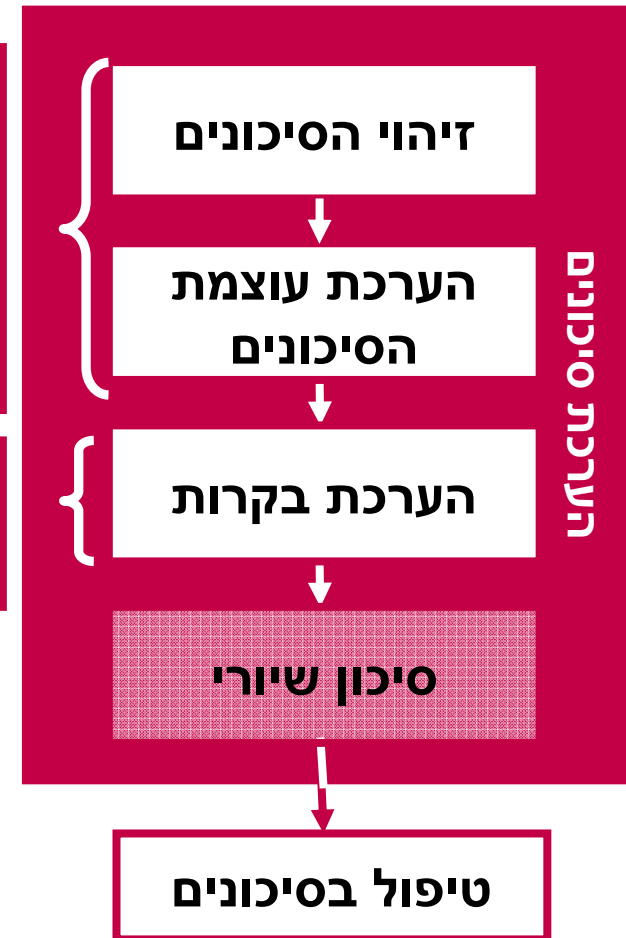 זיהוי הסיכונים
הערכת עוצמת
הסיכונים
הערכת סיכונים
הערכת בקרות
סיכון שיורי
טיפול בסיכונים